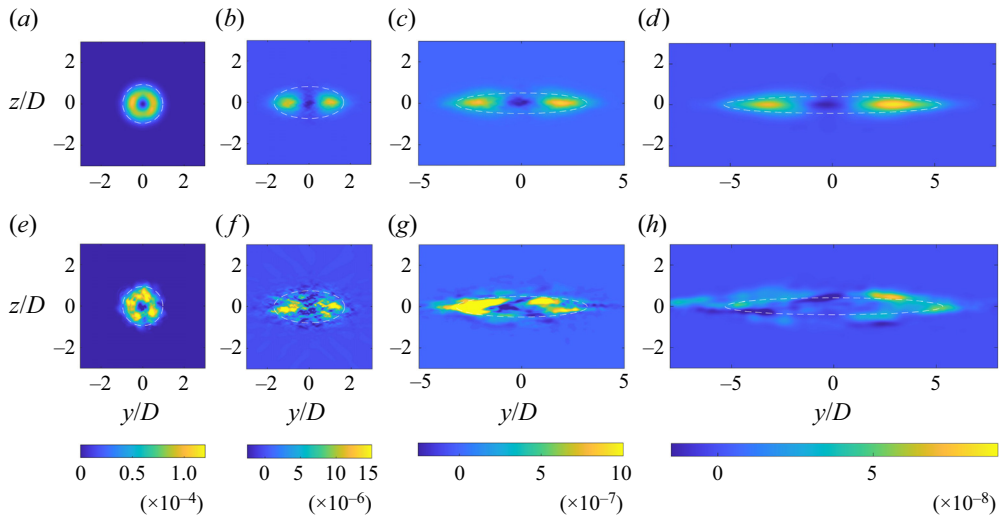 (a) (b) (c) (d)
2 2 2 2
z/D 0 0 0 0
−2 −2 −2 −2
−2 0 2 −2 0 2 −5 0 5 −5 0 5
(e) (f) (g) (h)
2 2 2 2
z/D 0 0 0 0
−2 −2 −2 −2
−2 0 2 −2 0 2 −5 0 5 −5 0 5
y/D y/D y/D y/D
0 0.5 1.0 0 5 10 15 0 5 10 0 5
(×10−4) (×10−6) (×10−7) (×10−8)